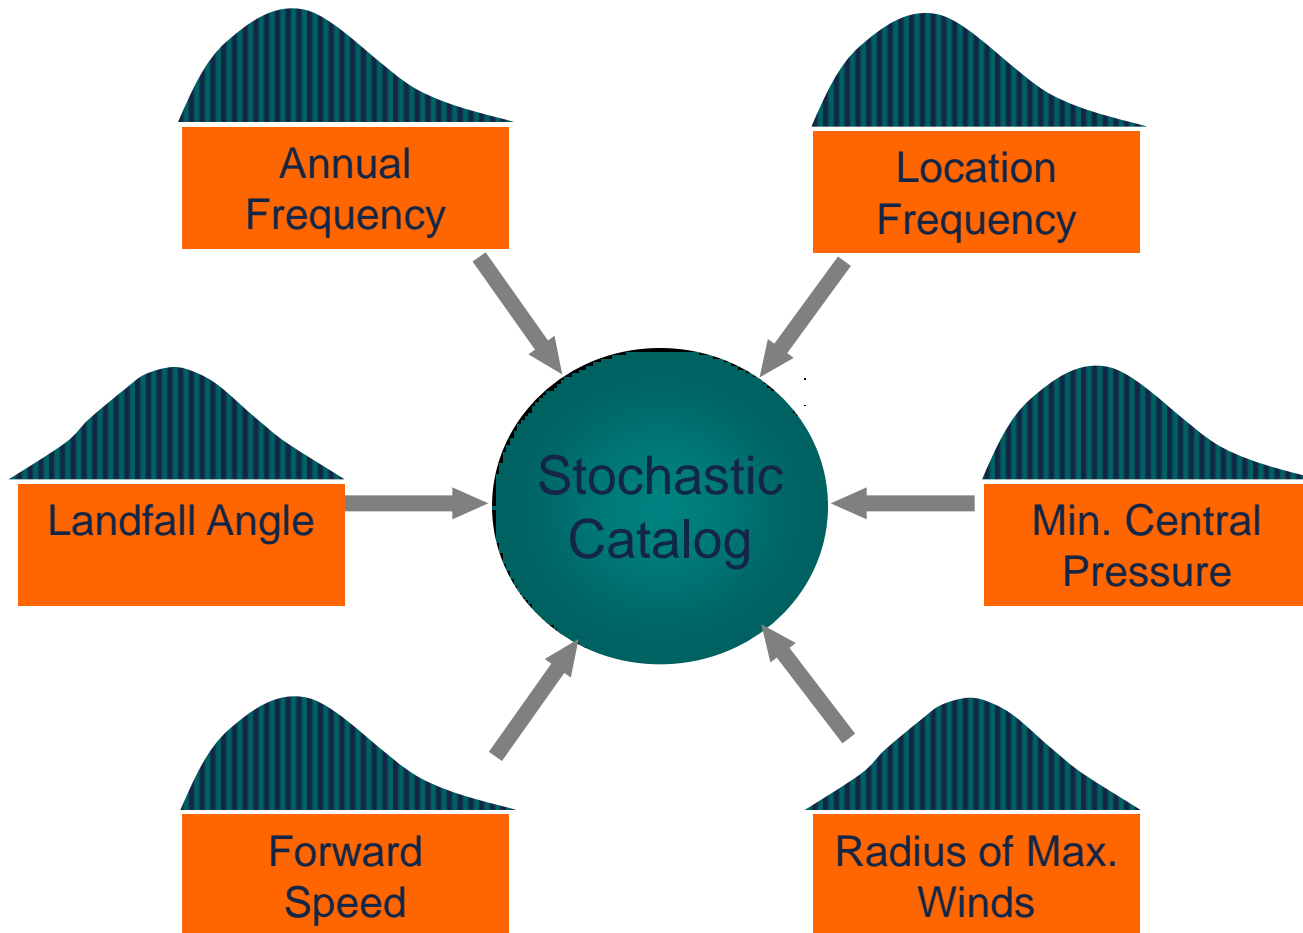 Annual
Frequency
Location
Frequency
Landfall Angle
Stochastic
Catalog
Min. Central
Pressure
Forward
Speed
Radius of Max.
Winds